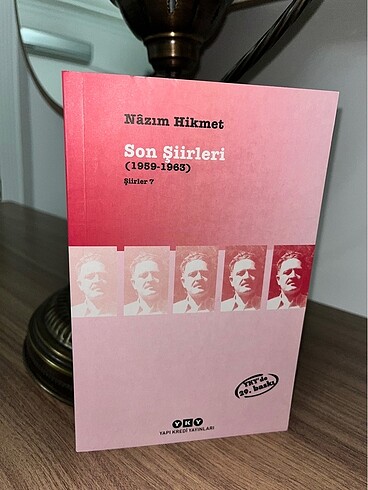 Nâzım Hikmet
Son Şiirleri
(1959-1963)
Şiirler 7
YKY'de
29. baskı
YKY
YAPI KREDİ YAYINLARI